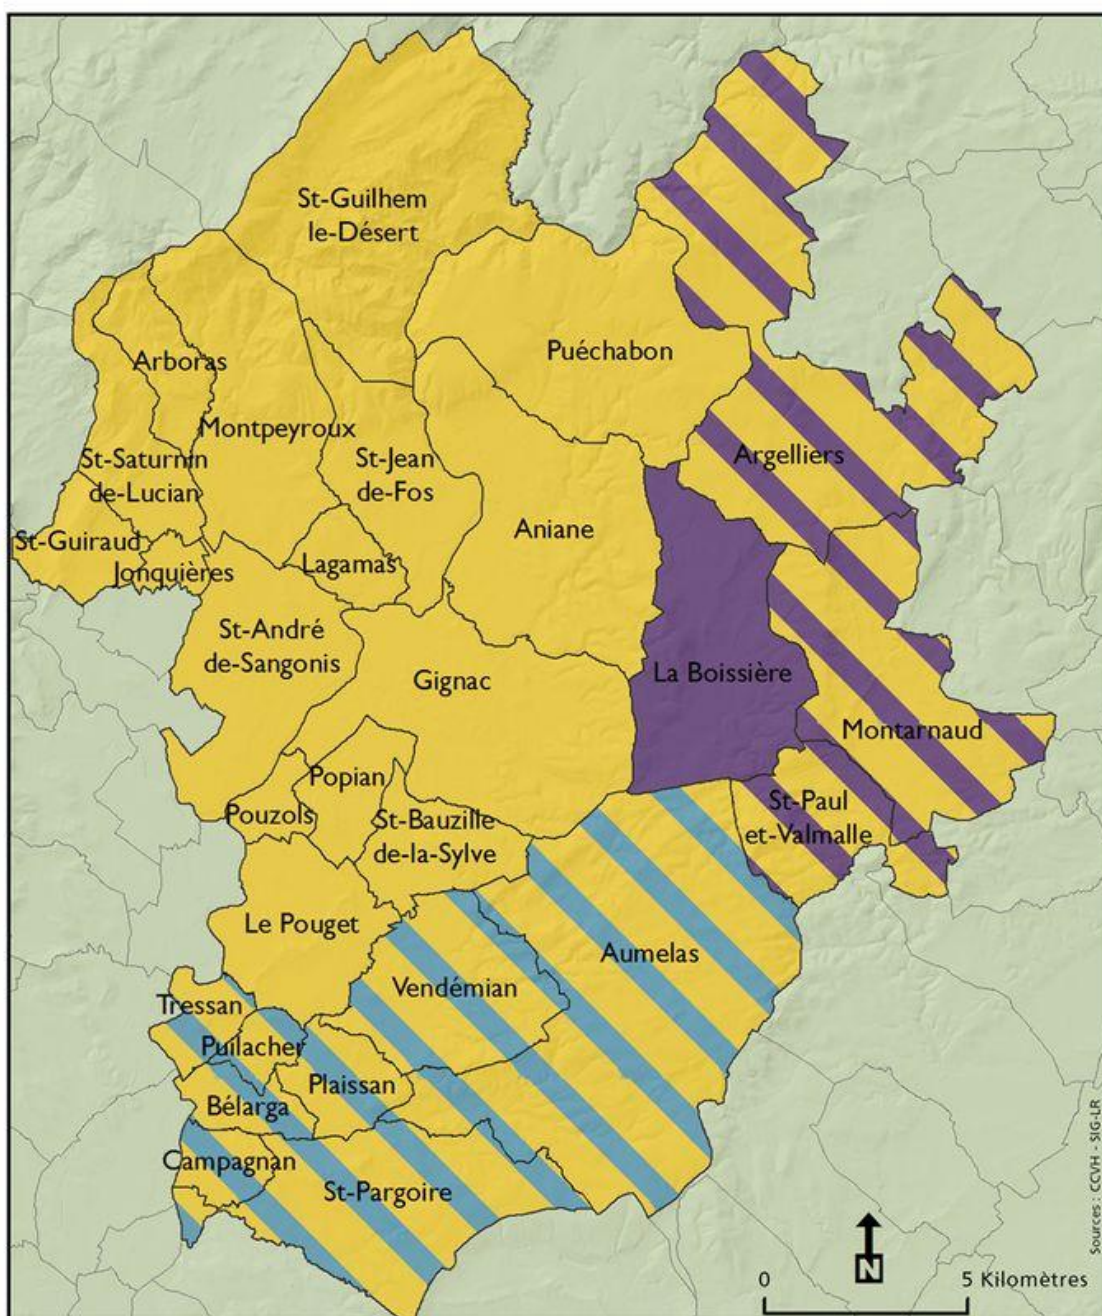 St-Guilhem
le-Désert
Arboras
Puéchabon
Montpeyroux
Argelliers
St-Saturnin
de-Lucian
St-Jean
de-Fos
Aniane
St-Guiraud
Jonquières
Lagamas
St-André
de-Sangonis
Gignac
La Boissière
Montarnaud
Popian
Pouzols
St-Bauzille
de-la-Sylve
St-Paul
et-Valmalle
Le Pouget
Aumelas
Vendémian
Tressan
Puilacher
Plaissan
Bélarga
Campagnan
St-Pargoire
N
0 5 Kilomètres
Sources : CCVH - SIG-LR